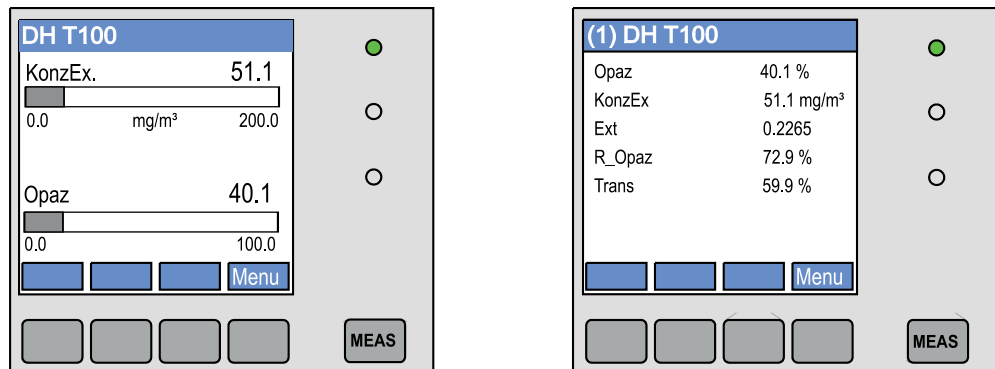 DH T100
KonzEx. 51.1
0.0 mg/m³ 200.0
Opaz 40.1
0.0 100.0
Menu
MEAS
(1) DH T100
Opaz 40.1 %
KonzEx 51.1 mg/m³
Ext 0.2265
R_Opaz 72.9 %
Trans 59.9 %
Menu
MEAS